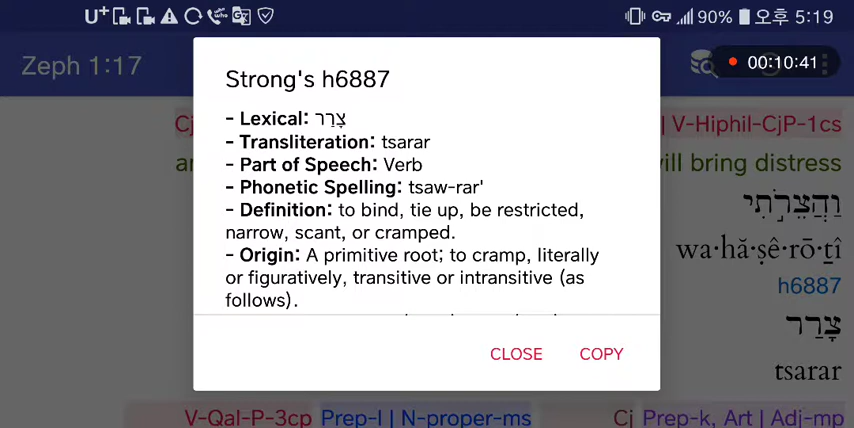 U+ 90% 오후 5:19
Zeph 1:17
00:10:41
Strong's h6887
- Lexical: צָרַר
- Transliteration: tsarar
- Part of Speech: Verb
- Phonetic Spelling: tsaw-rar'
- Definition: to bind, tie up, be restricted,
narrow, scant, or cramped.
- Origin: A primitive root; to cramp, literally
or figuratively, transitive or intransitive (as
follows).
CLOSE COPY
| V-Hiphil-CjP-1cs
will bring distress
וַהֲצֵרֹ֣תִי
wa·hă·ṣê·rō·ṯî
h6887
צָרַר
tsarar
V-Qal-P-3cp Prep-l | N-proper-ms Cj Prep-k, Art | Adj-mp